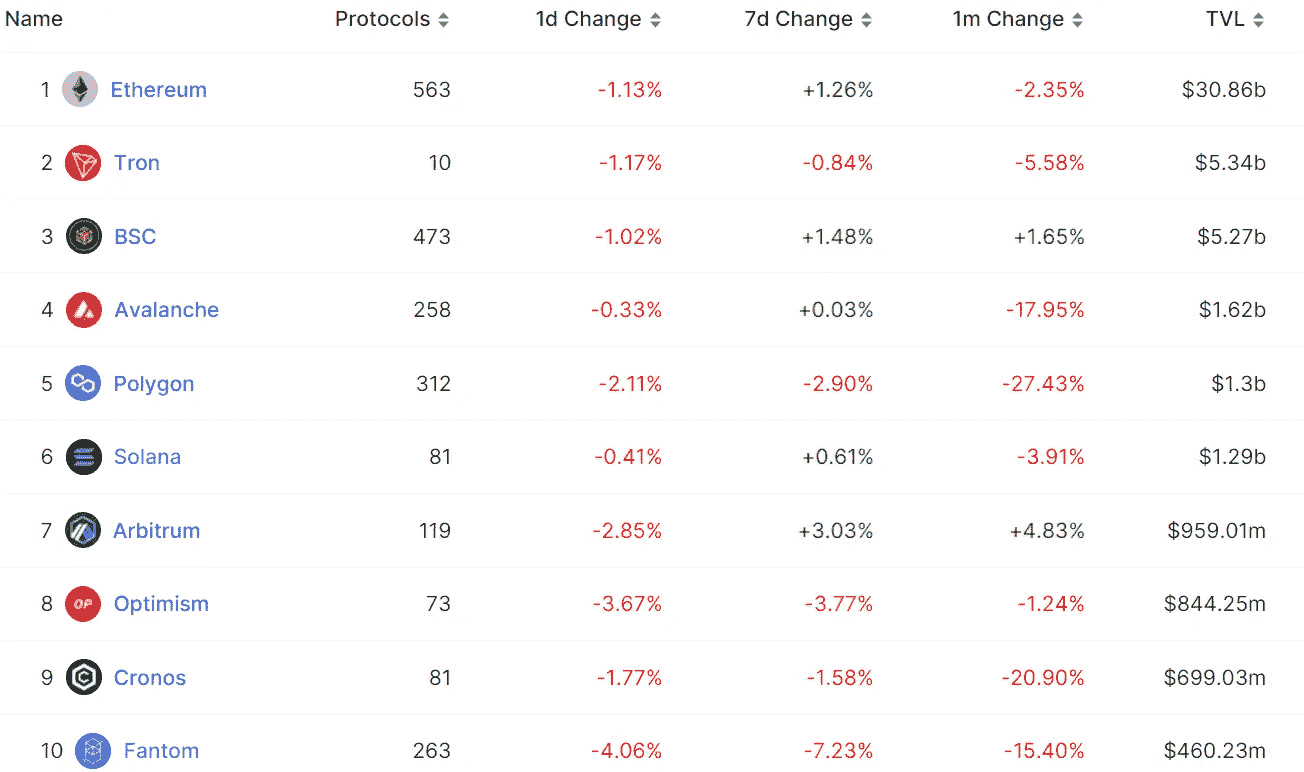 Name Protocols 1d Change 7d Change 1m Change TVL
1 Ethereum 563 -1.13% +1.26% -2.35% $30.86b
2 Tron 10 -1.17% -0.84% -5.58% $5.34b
3 BSC 473 -1.02% +1.48% +1.65% $5.27b
4 Avalanche 258 -0.33% +0.03% -17.95% $1.62b
5 Polygon 312 -2.11% -2.90% -27.43% $1.3b
6 Solana 81 -0.41% +0.61% -3.91% $1.29b
7 Arbitrum 119 -2.85% +3.03% +4.83% $959.01m
8 OP Optimism 73 -3.67% -3.77% -1.24% $844.25m
9 Cronos 81 -1.77% -1.58% -20.90% $699.03m
10 Fantom 263 -4.06% -7.23% -15.40% $460.23m